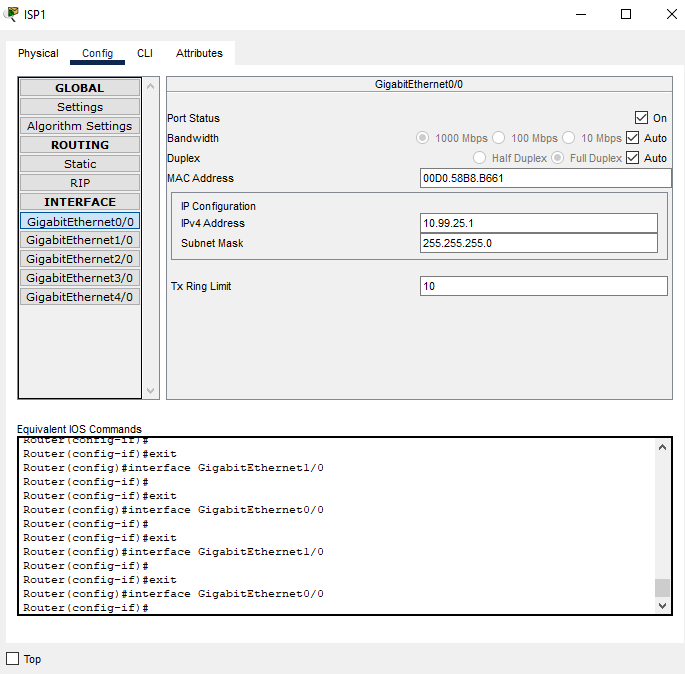 ISP1
Physical Config CLI Attributes
GLOBAL
Settings
Algorithm Settings
ROUTING
Static
RIP
INTERFACE
GigabitEthernet0/0
GigabitEthernet1/0
GigabitEthernet2/0
GigabitEthernet3/0
GigabitEthernet4/0
GigabitEthernet0/0
Port Status On
Bandwidth 1000 Mbps 100 Mbps 10 Mbps Auto
Duplex Half Duplex Full Duplex Auto
MAC Address 00D0.58B8.B661
IP Configuration
IPv4 Address 10.99.25.1
Subnet Mask 255.255.255.0
Tx Ring Limit 10
Equivalent IOS Commands
Router(config-if)#
Router(config-if)#exit
Router(config)#interface GigabitEthernet1/0
Router(config-if)#
Router(config-if)#exit
Router(config)#interface GigabitEthernet0/0
Router(config-if)#
Router(config-if)#exit
Router(config)#interface GigabitEthernet1/0
Router(config-if)#
Router(config-if)#exit
Router(config)#interface GigabitEthernet0/0
Router(config-if)#
Top